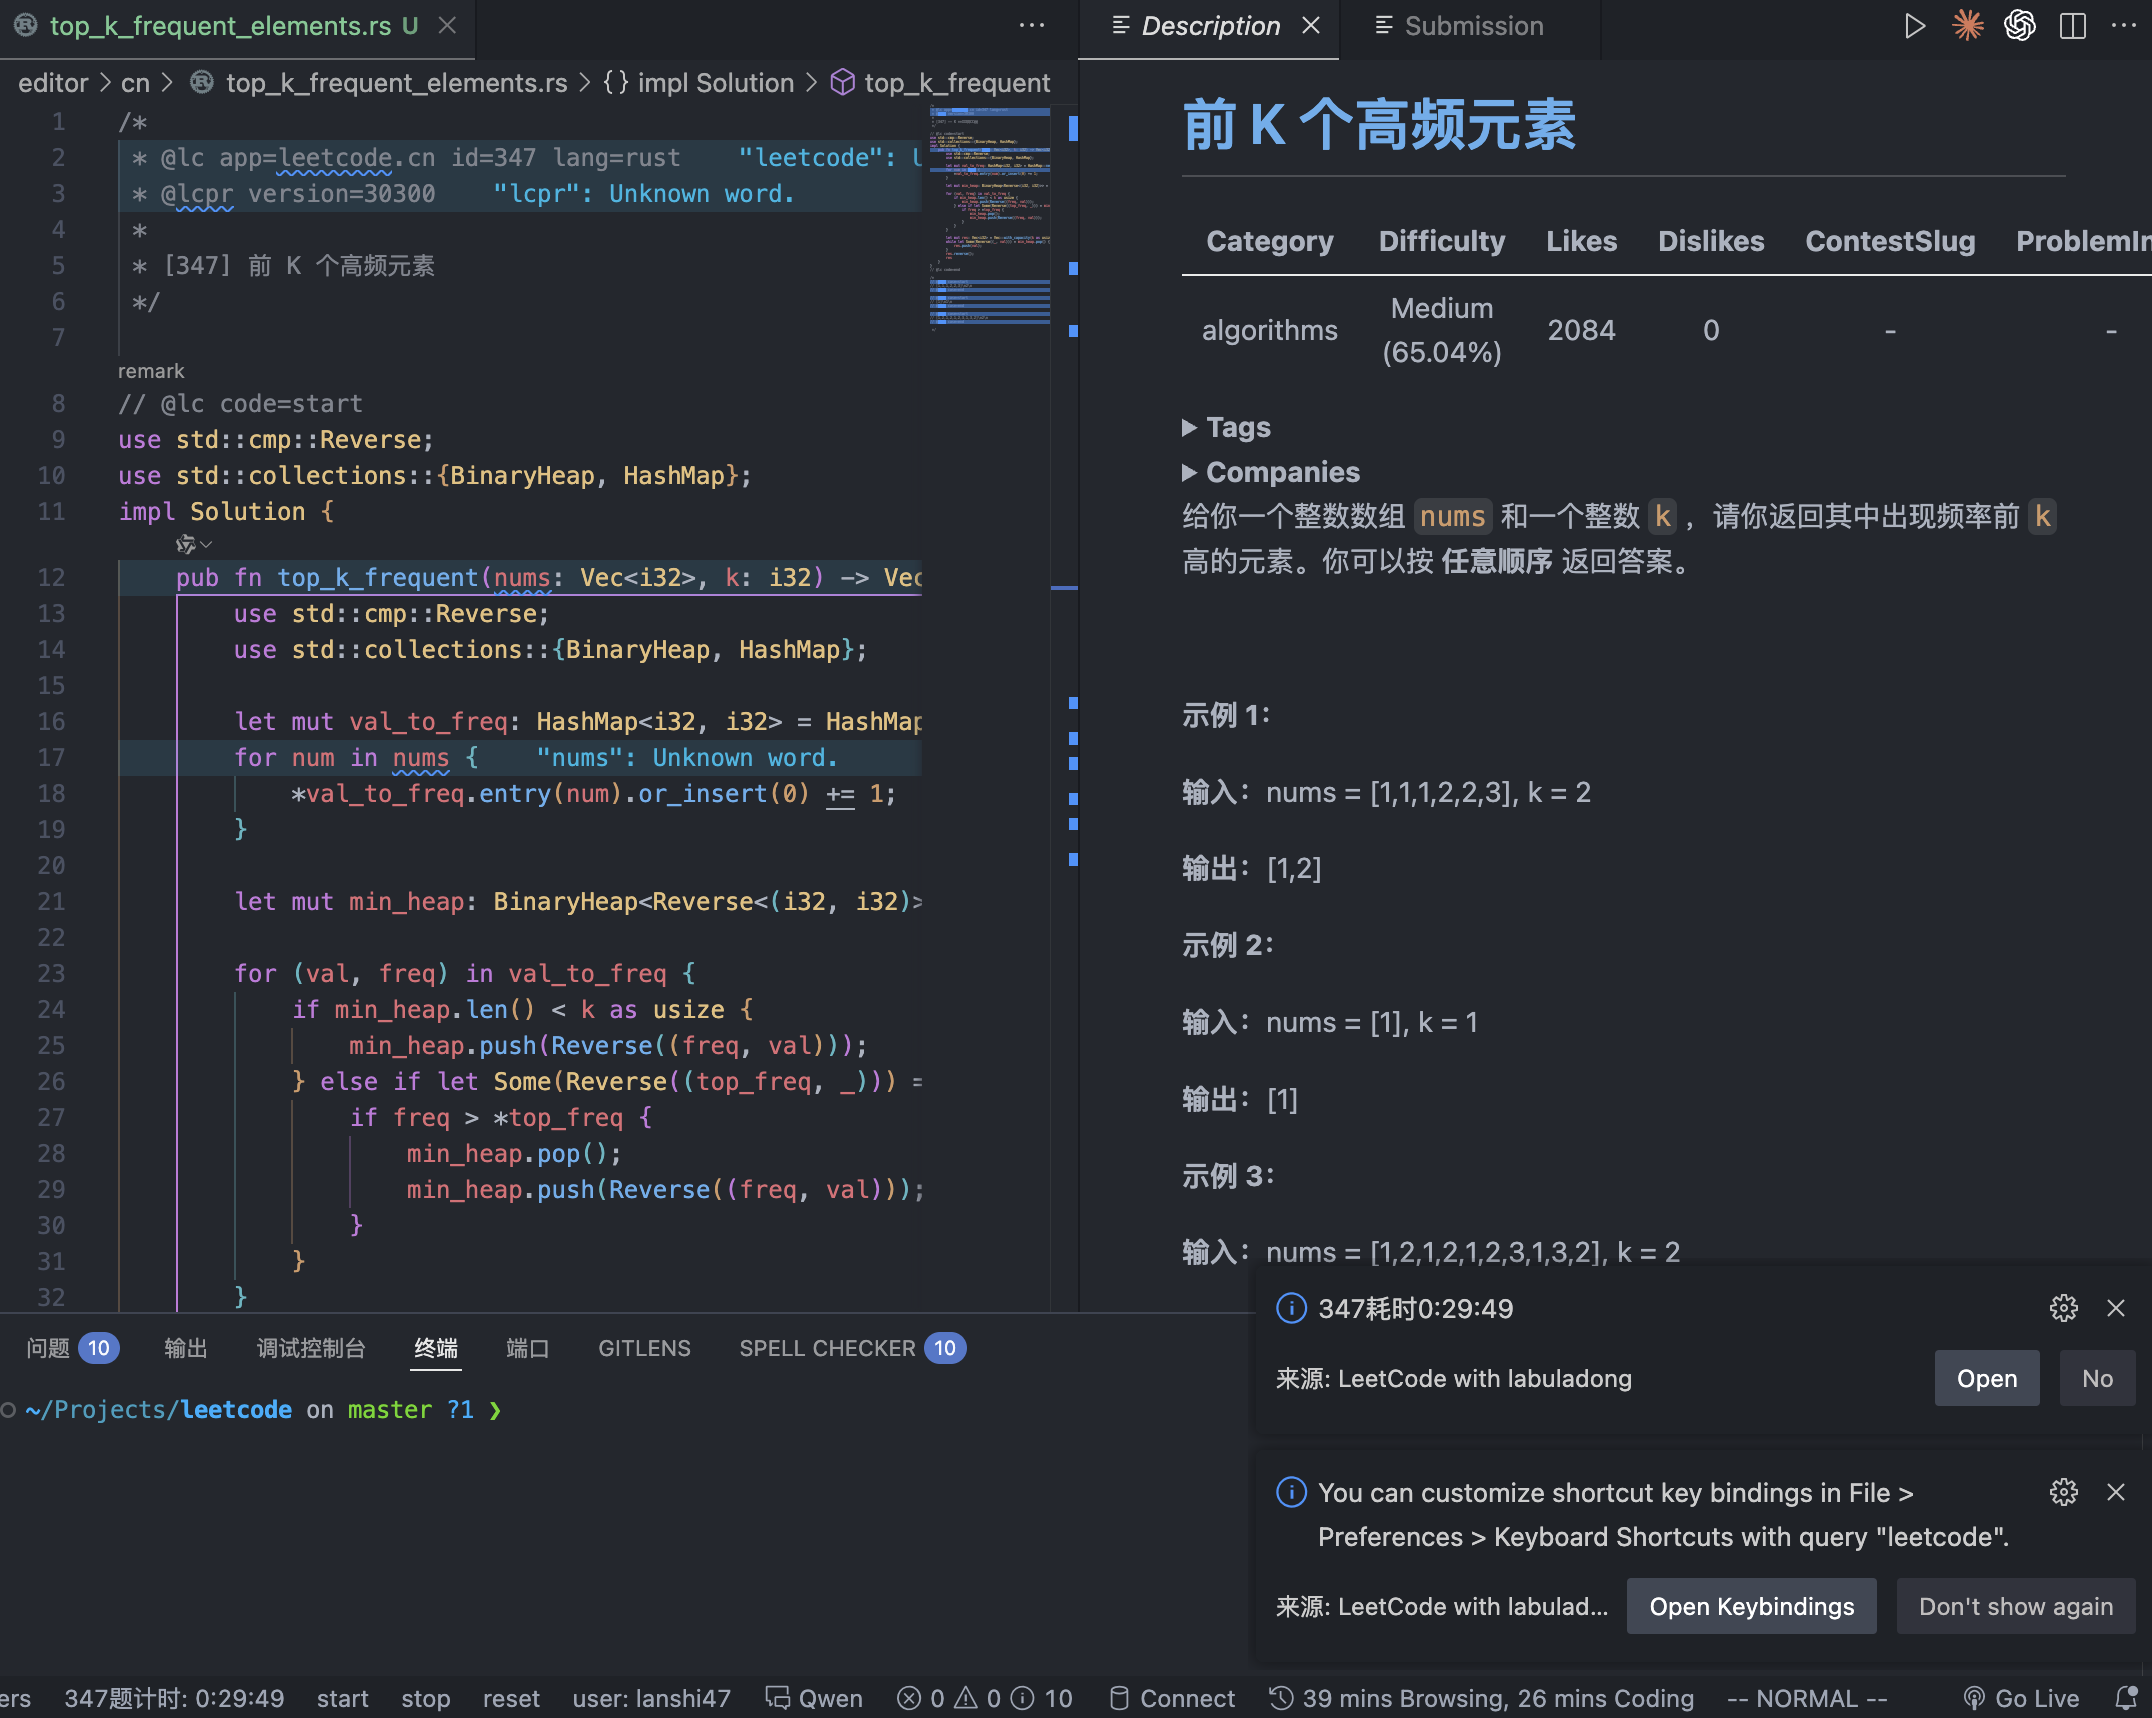 top_k_frequent_elements.rs U
Description
Submission
editor > cn > top_k_frequent_elements.rs > {} impl Solution > top_k_frequent
1 /*
2 * @lc app=leetcode.cn id=347 lang=rust "leetcode": U
3 * @lcpr version=30300 "lcpr": Unknown word.
4 *
5 * [347] 前 K 个高频元素
6 */
7
remark
8 // @lc code=start
9 use std::cmp::Reverse;
10 use std::collections::{BinaryHeap, HashMap};
11 impl Solution {
12 pub fn top_k_frequent(nums: Vec<i32>, k: i32) -> Vec
13 use std::cmp::Reverse;
14 use std::collections::{BinaryHeap, HashMap};
15
16 let mut val_to_freq: HashMap<i32, i32> = HashMap
17 for num in nums { "nums": Unknown word.
18 *val_to_freq.entry(num).or_insert(0) += 1;
19 }
20
21 let mut min_heap: BinaryHeap<Reverse<(i32, i32)>
22
23 for (val, freq) in val_to_freq {
24 if min_heap.len() < k as usize {
25 min_heap.push(Reverse((freq, val)));
26 } else if let Some(Reverse((top_freq, _))) =
27 if freq > *top_freq {
28 min_heap.pop();
29 min_heap.push(Reverse((freq, val)));
30 }
31 }
32 }
前 K 个高频元素
Category Difficulty Likes Dislikes ContestSlug ProblemIn
algorithms Medium (65.04%) 2084 0 - -
Tags
Companies
给你一个整数数组 nums 和一个整数 k ，请你返回其中出现频率前 k
高的元素。你可以按 任意顺序 返回答案。
示例 1：
输入：nums = [1,1,1,2,2,3], k = 2
输出：[1,2]
示例 2：
输入：nums = [1], k = 1
输出：[1]
示例 3：
输入：nums = [1,2,1,2,1,2,3,1,3,2], k = 2
问题 10 输出 调试控制台 终端 端口 GITLENS SPELL CHECKER 10
~/Projects/leetcode on master ?1 ❯
347耗时0:29:49
来源: LeetCode with labuladong
Open
No
You can customize shortcut key bindings in File >
Preferences > Keyboard Shortcuts with query "leetcode".
来源: LeetCode with labulad...
Open Keybindings
Don't show again
ers 347题计时: 0:29:49 start stop reset user: lanshi47 Qwen 0 0 10 Connect 39 mins Browsing, 26 mins Coding -- NORMAL -- Go Live